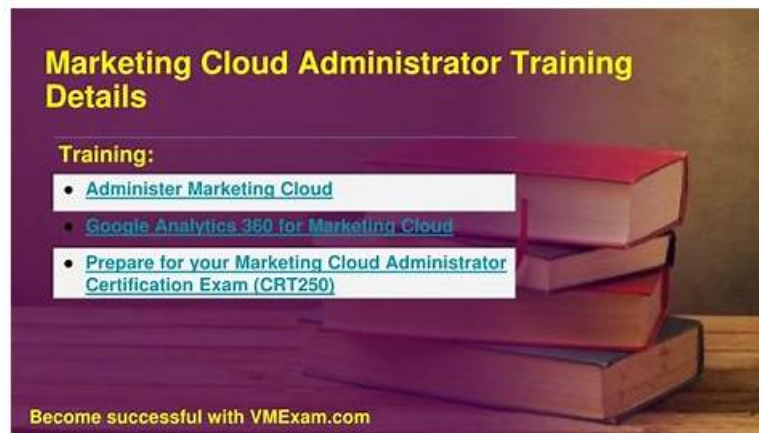 Marketing Cloud Administrator Training
Details
Training:
● Administer Marketing Cloud
● Google Analytics 360 for Marketing Cloud
● Prepare for your Marketing Cloud Administrator
Certification Exam (CRT250)
Become successful with VMExam.com